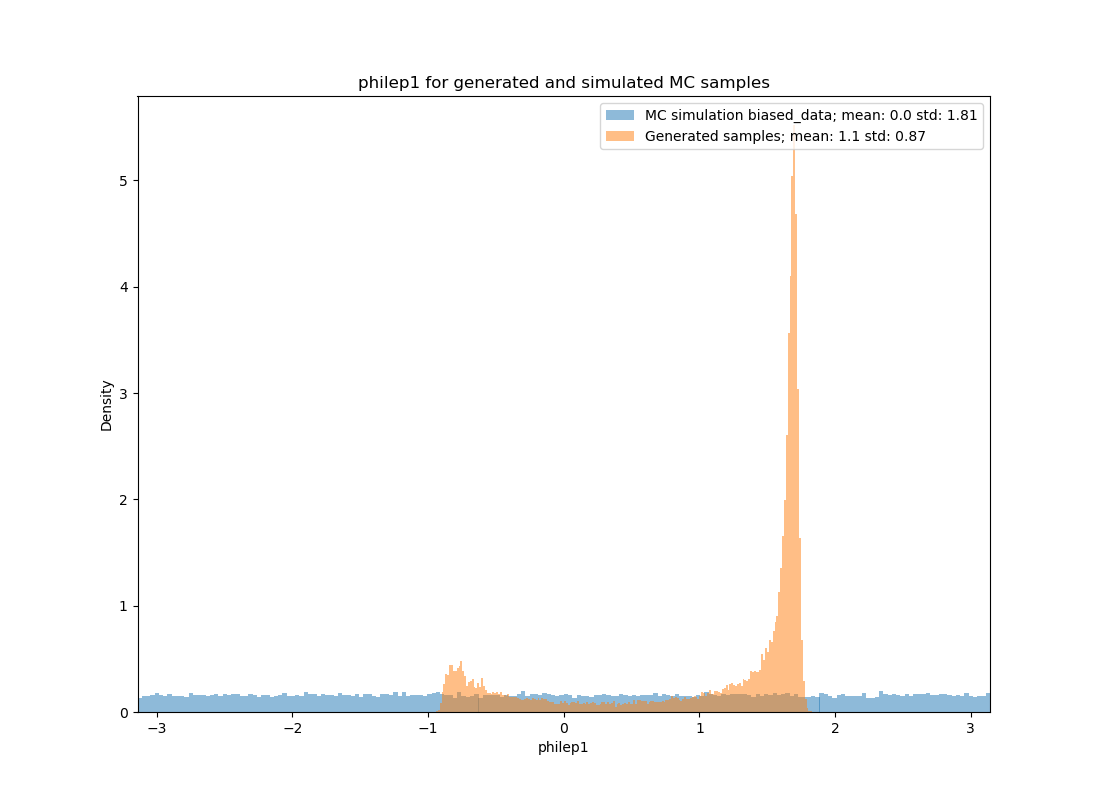 philep1 for generated and simulated MC samples
MC simulation biased_data; mean: 0.0 std: 1.81
Generated samples; mean: 1.1 std: 0.87
Density
5
4
3
2
1
0
−3
−2
−1
0
1
2
3
philep1